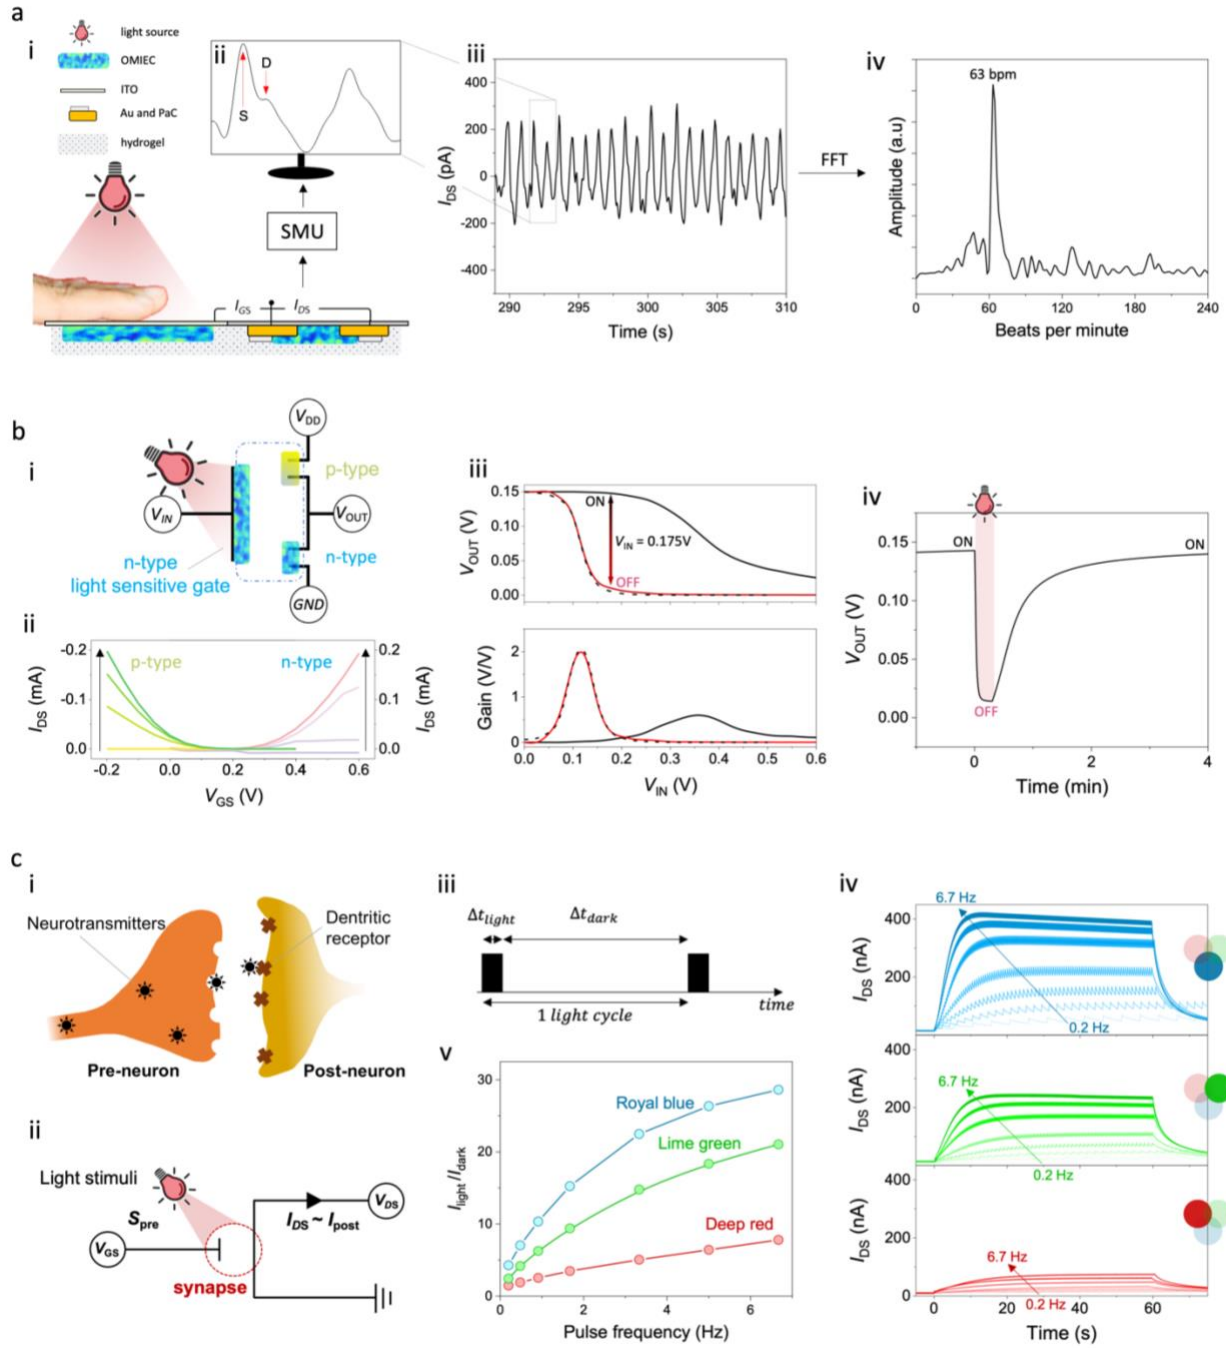 a
i
light source
OMIEC
ITO
Au and PaC
hydrogel
ii
S
D
SMU
I_GS
I_DS
iii
I_DS (pA)
400
200
0
-200
-400
290
295
300
305
310
Time (s)
FFT
iv
63 bpm
Amplitude (a.u)
0
60
120
180
240
Beats per minute
b
i
V_DD
p-type
V_IN
V_OUT
n-type
light sensitive gate
n-type
GND
ii
p-type
n-type
I_DS (mA)
-0.2
-0.1
0.0
0.2
0.1
0.0
I_DS (mA)
-0.2
0.0
0.2
0.4
0.6
V_GS (V)
iii
V_OUT (V)
0.15
0.10
0.05
0.00
ON
V_IN = 0.175V
OFF
Gain (V/V)
2
1
0
0.0
0.1
0.2
0.3
0.4
0.5
0.6
V_IN (V)
iv
V_OUT (V)
0.15
0.10
0.05
0.00
ON
ON
OFF
0
2
4
Time (min)
c
i
Neurotransmitters
Dentritic
receptor
Pre-neuron
Post-neuron
ii
Light stimuli
S_pre
V_GS
synapse
I_DS ~ I_post
V_DS
iii
Δt_light
Δt_dark
1 light cycle
time
v
I_light/I_dark
30
20
10
0
Royal blue
Lime green
Deep red
0
2
4
6
Pulse frequency (Hz)
iv
I_DS (nA)
400
200
6.7 Hz
0.2 Hz
I_DS (nA)
400
200
6.7 Hz
0.2 Hz
I_DS (nA)
400
200
0
6.7 Hz
0.2 Hz
0
20
40
60
Time (s)